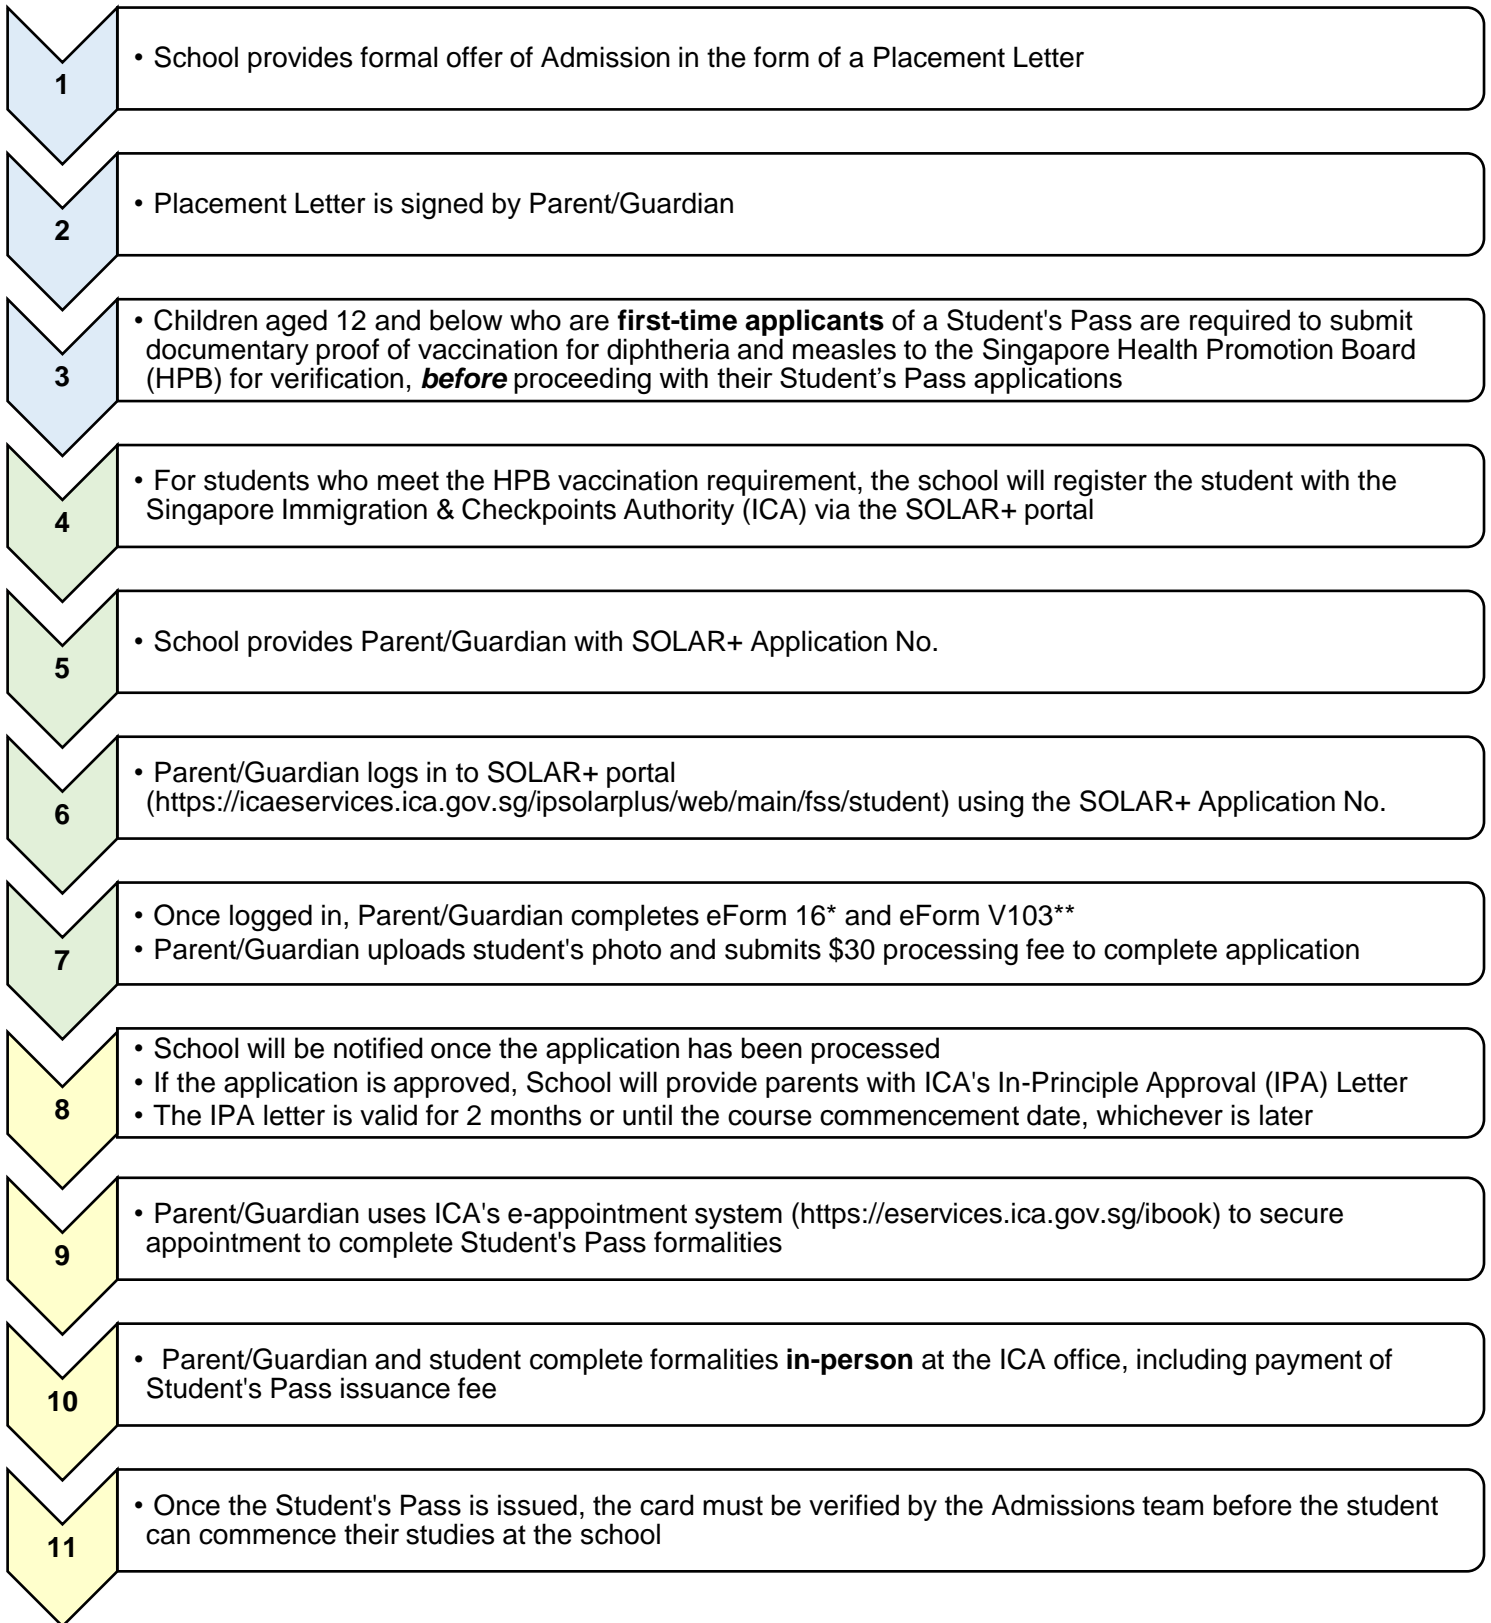 1
• School provides formal offer of Admission in the form of a Placement Letter
2
• Placement Letter is signed by Parent/Guardian
3
• Children aged 12 and below who are first-time applicants of a Student's Pass are required to submit
documentary proof of vaccination for diphtheria and measles to the Singapore Health Promotion Board
(HPB) for verification, before proceeding with their Student’s Pass applications
4
• For students who meet the HPB vaccination requirement, the school will register the student with the
Singapore Immigration & Checkpoints Authority (ICA) via the SOLAR+ portal
5
• School provides Parent/Guardian with SOLAR+ Application No.
6
• Parent/Guardian logs in to SOLAR+ portal
(https://icaeservices.ica.gov.sg/ipsolarplus/web/main/fss/student) using the SOLAR+ Application No.
7
• Once logged in, Parent/Guardian completes eForm 16* and eForm V103**
• Parent/Guardian uploads student's photo and submits $30 processing fee to complete application
8
• School will be notified once the application has been processed
• If the application is approved, School will provide parents with ICA's In-Principle Approval (IPA) Letter
• The IPA letter is valid for 2 months or until the course commencement date, whichever is later
9
• Parent/Guardian uses ICA's e-appointment system (https://eservices.ica.gov.sg/ibook) to secure
appointment to complete Student's Pass formalities
10
• Parent/Guardian and student complete formalities in-person at the ICA office, including payment of
Student's Pass issuance fee
11
• Once the Student's Pass is issued, the card must be verified by the Admissions team before the student
can commence their studies at the school